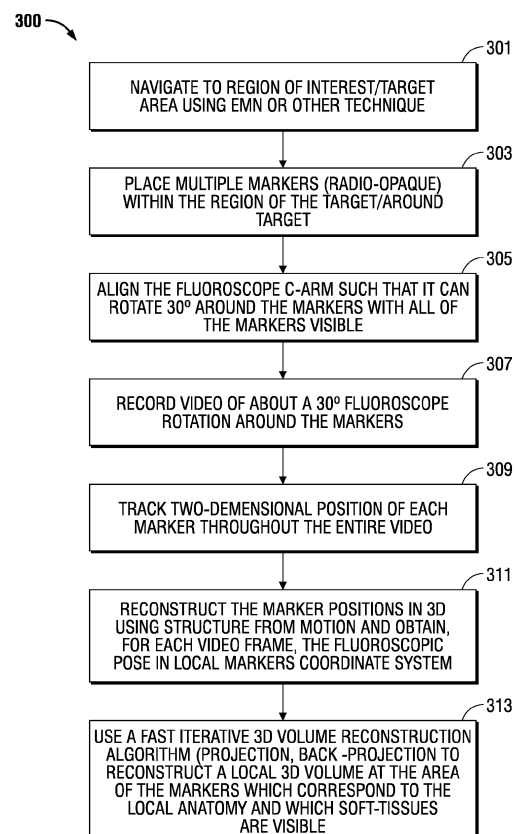 300
301
NAVIGATE TO REGION OF INTEREST/TARGET
AREA USING EMN OR OTHER TECHNIQUE
303
PLACE MULTIPLE MARKERS (RADIO-OPAQUE)
WITHIN THE REGION OF THE TARGET/AROUND
TARGET
305
ALIGN THE FLUOROSCOPE C-ARM SUCH THAT IT CAN
ROTATE 30º AROUND THE MARKERS WITH ALL OF
THE MARKERS VISIBLE
307
RECORD VIDEO OF ABOUT A 30º FLUOROSCOPE
ROTATION AROUND THE MARKERS
309
TRACK TWO-DEMENSIONAL POSITION OF EACH
MARKER THROUGHOUT THE ENTIRE VIDEO
311
RECONSTRUCT THE MARKER POSITIONS IN 3D
USING STRUCTURE FROM MOTION AND OBTAIN,
FOR EACH VIDEO FRAME, THE FLUOROSCOPIC
POSE IN LOCAL MARKERS COORDINATE SYSTEM
313
USE A FAST ITERATIVE 3D VOLUME RECONSTRUCTION
ALGORITHM (PROJECTION, BACK -PROJECTION TO
RECONSTRUCT A LOCAL 3D VOLUME AT THE AREA
OF THE MARKERS WHICH CORRESPOND TO THE
LOCAL ANATOMY AND WHICH SOFT-TISSUES
ARE VISIBLE